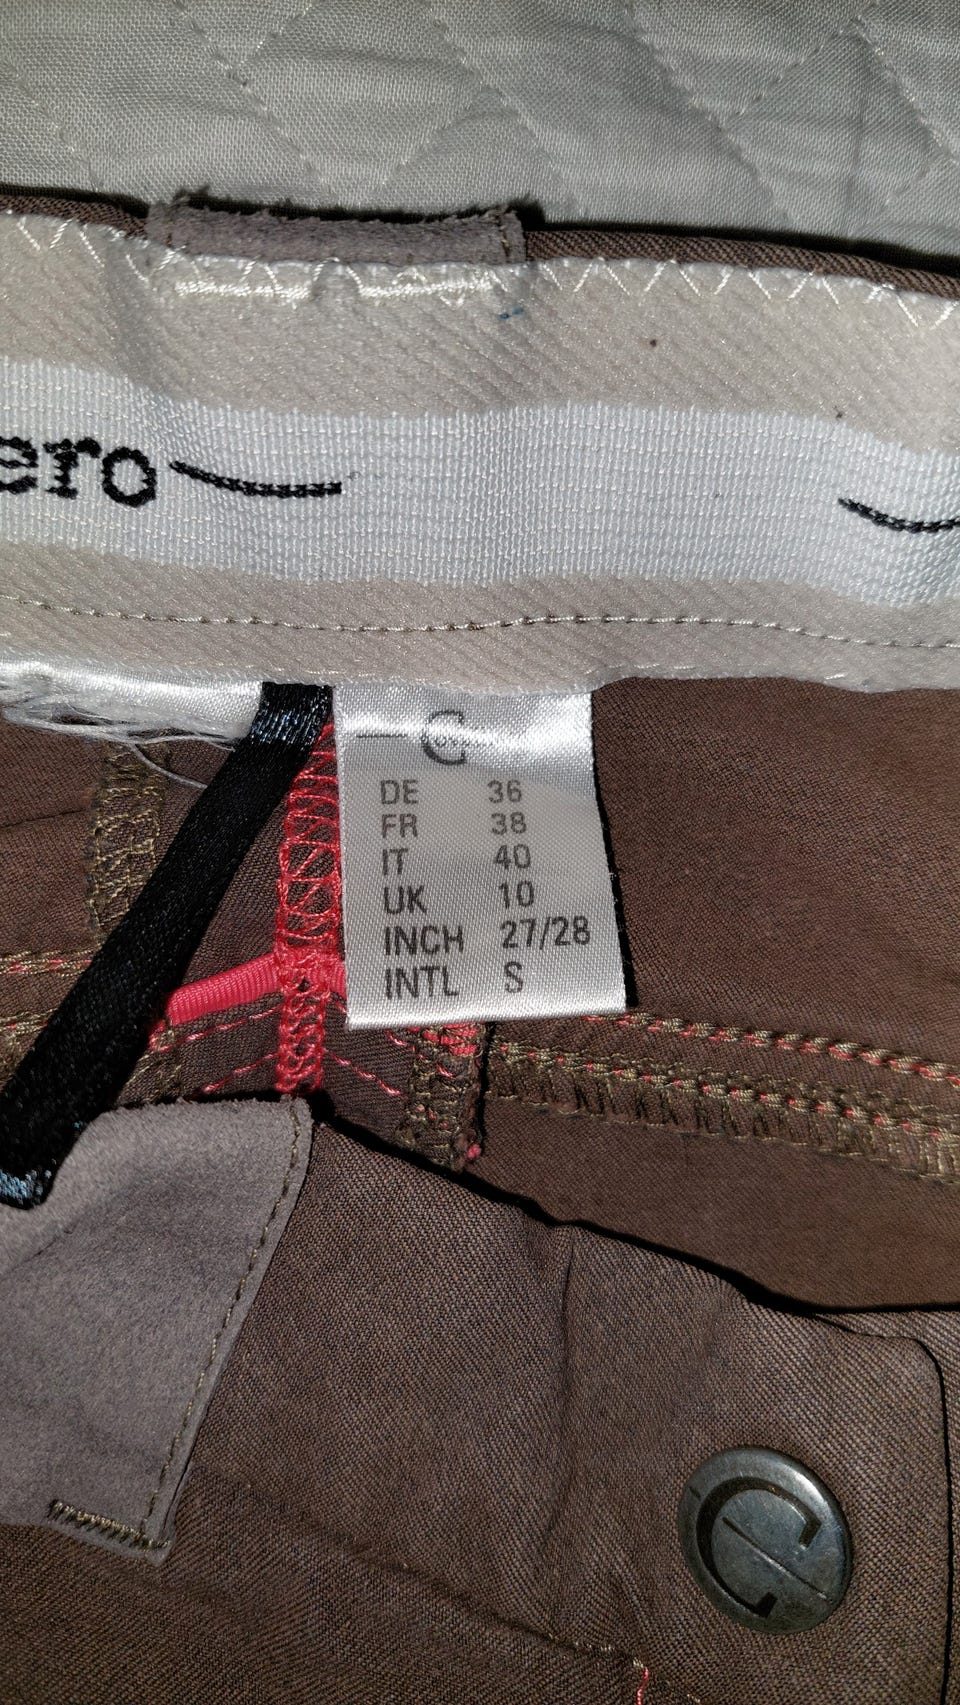 ero
C
DE 36
FR 38
IT 40
UK 10
INCH 27/28
INTL S
C